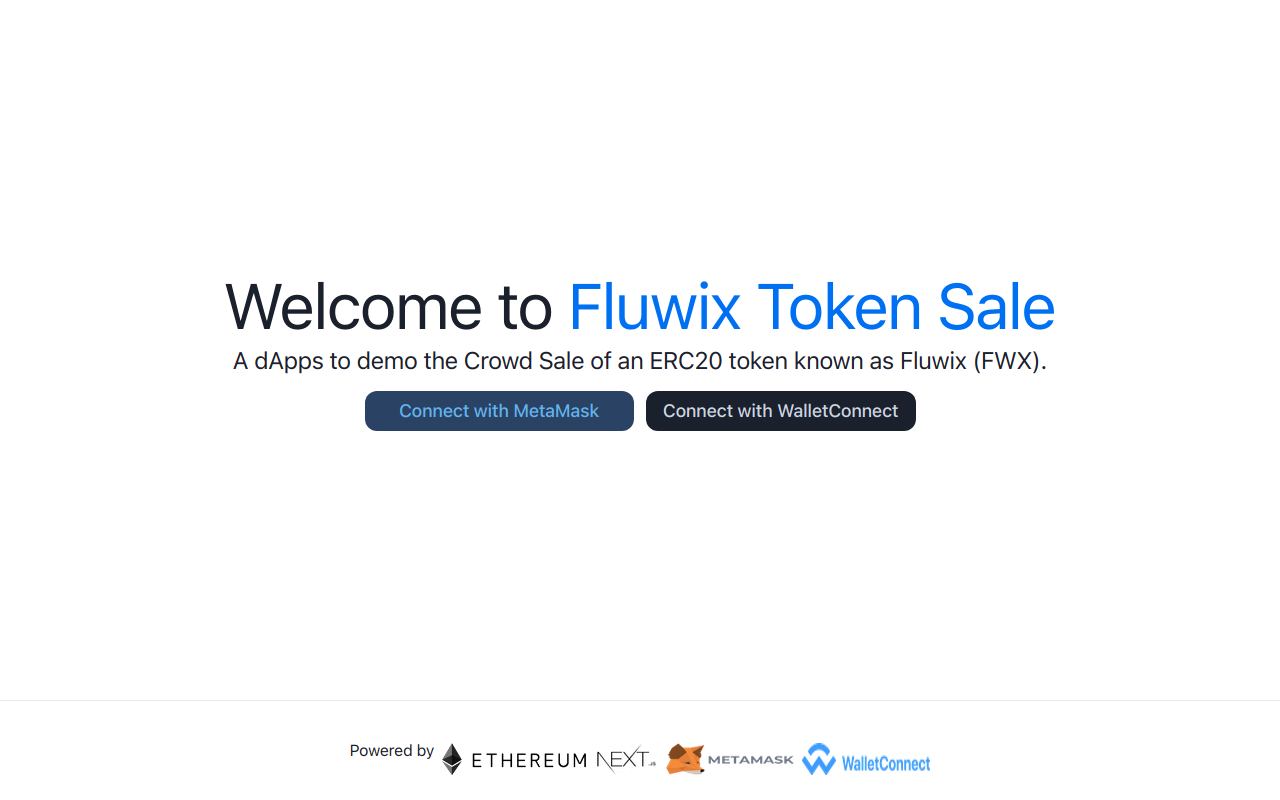 Welcome to Fluwix Token Sale
A dApps to demo the Crowd Sale of an ERC20 token known as Fluwix (FWX).
Connect with MetaMask Connect with WalletConnect
Powered by ETHEREUM NEXT.JS METAMASK WalletConnect